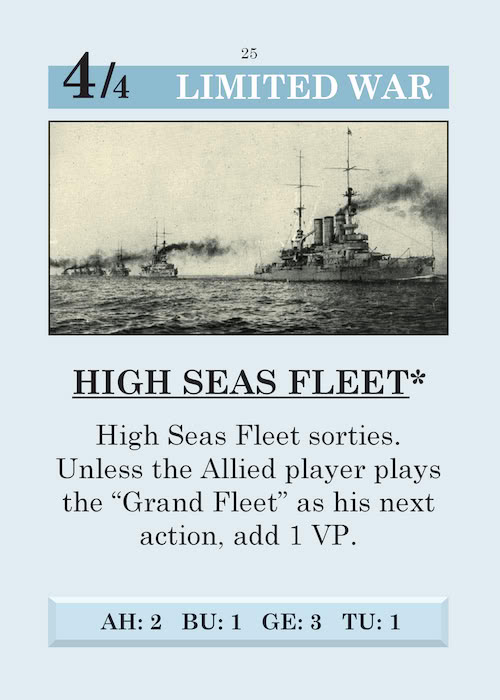 25
4/4 LIMITED WAR
HIGH SEAS FLEET*
High Seas Fleet sorties.
Unless the Allied player plays
the “Grand Fleet” as his next
action, add 1 VP.
AH: 2 BU: 1 GE: 3 TU: 1